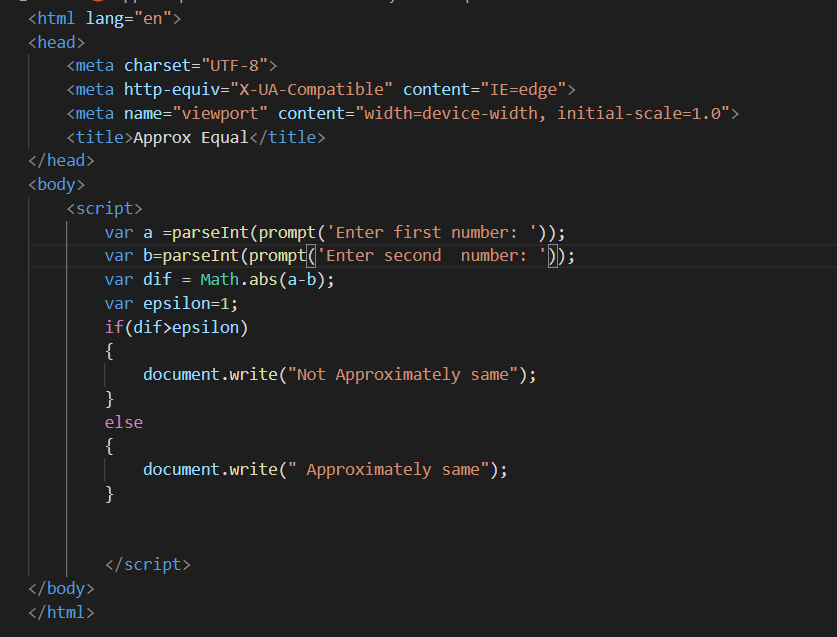 <html lang="en">
<head>
    <meta charset="UTF-8">
    <meta http-equiv="X-UA-Compatible" content="IE=edge">
    <meta name="viewport" content="width=device-width, initial-scale=1.0">
    <title>Approx Equal</title>
</head>
<body>
    <script>
        var a =parseInt(prompt('Enter first number: '));
        var b=parseInt(prompt('Enter second  number: '));
        var dif = Math.abs(a-b);
        var epsilon=1;
        if(dif>epsilon)
        {
            document.write("Not Approximately same");
        }
        else
        {
            document.write(" Approximately same");
        }
        </script>
</body>
</html>